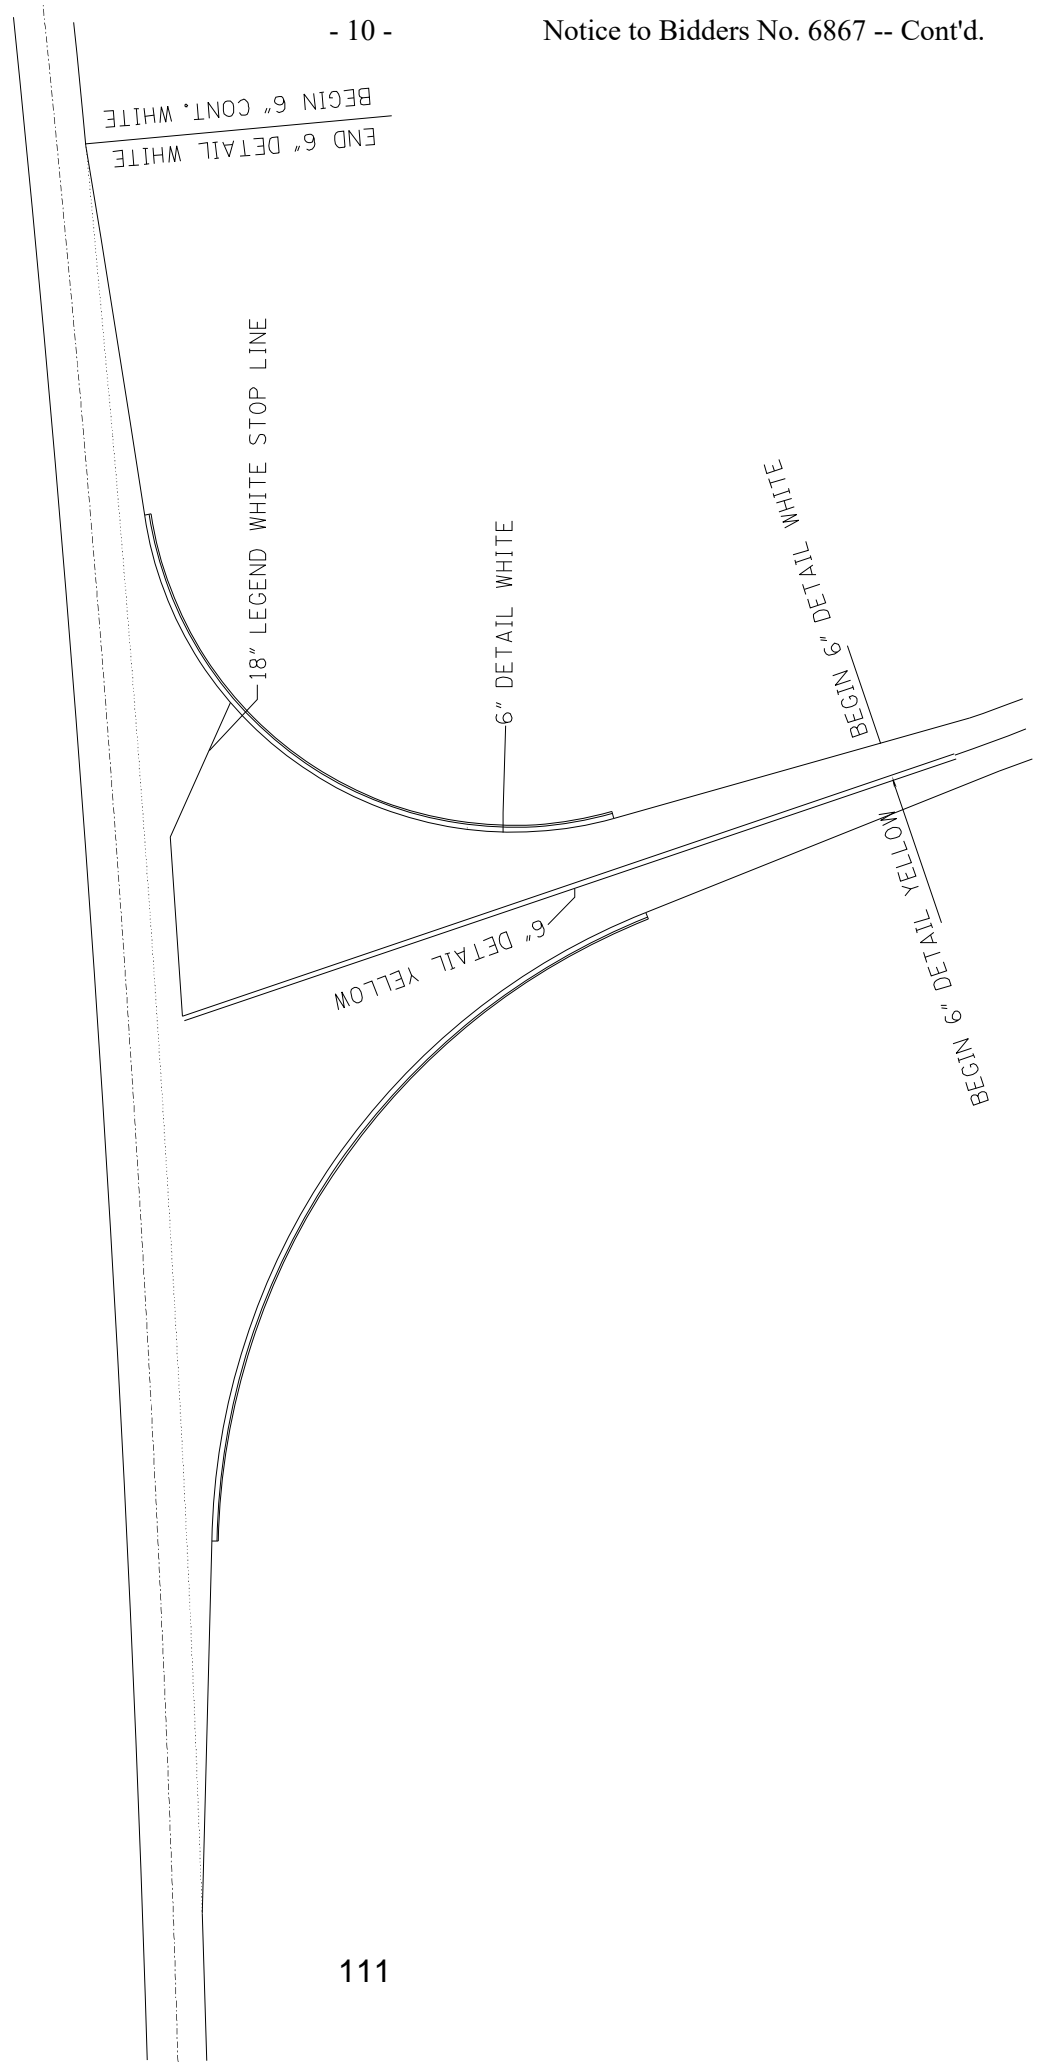 - 10 - Notice to Bidders No. 6867 -- Cont'd.
BEGIN 6" CONT. WHITE
END 6" DETAIL WHITE
18" LEGEND WHITE STOP LINE
6" DETAIL WHITE
BEGIN 6" DETAIL WHITE
6" DETAIL YELLOW
BEGIN 6" DETAIL YELLOW
111